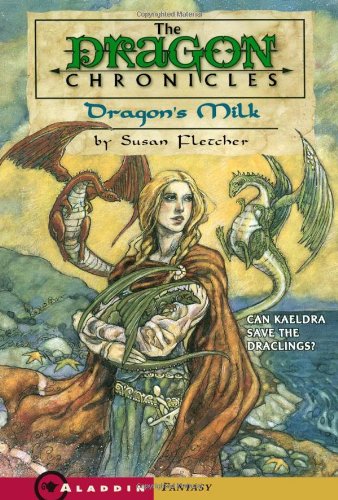 The
DRAGON
CHRONICLES
Dragon's Milk
by Susan Fletcher
CAN KAELDRA
SAVE THE
DRACLINGS?
ALADDIN FANTASY